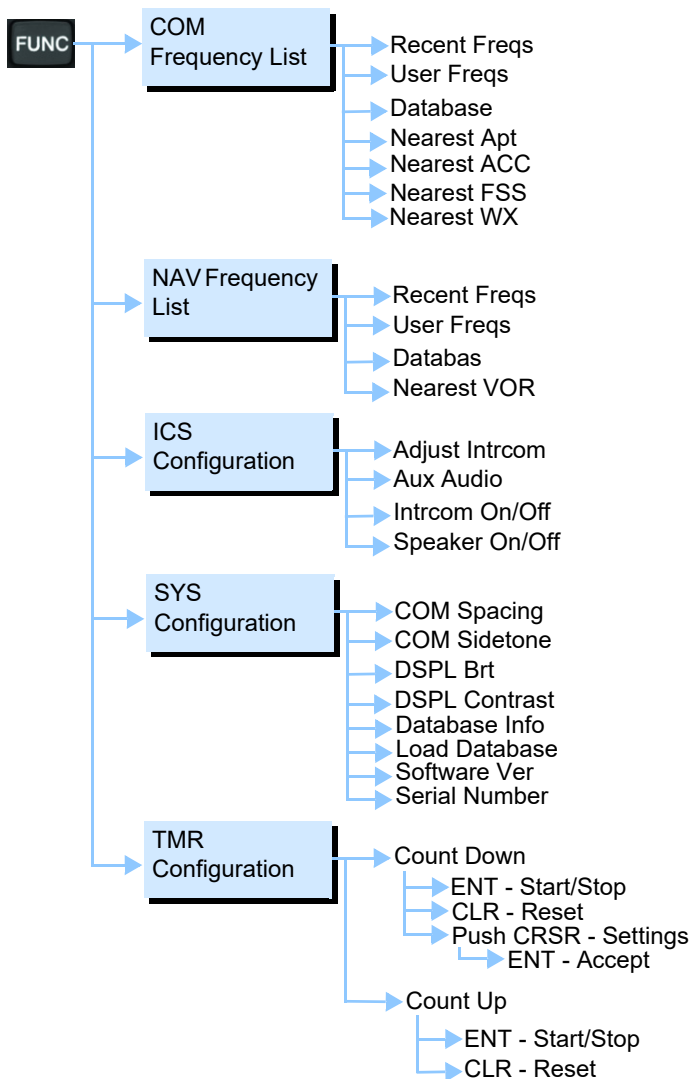 FUNC
COM
Frequency List
Recent Freqs
User Freqs
Database
Nearest Apt
Nearest ACC
Nearest FSS
Nearest WX
NAV Frequency
List
Recent Freqs
User Freqs
Databas
Nearest VOR
ICS
Configuration
Adjust Intrcom
Aux Audio
Intrcom On/Off
Speaker On/Off
SYS
Configuration
COM Spacing
COM Sidetone
DSPL Brt
DSPL Contrast
Database Info
Load Database
Software Ver
Serial Number
TMR
Configuration
Count Down
ENT - Start/Stop
CLR - Reset
Push CRSR - Settings
ENT - Accept
Count Up
ENT - Start/Stop
CLR - Reset